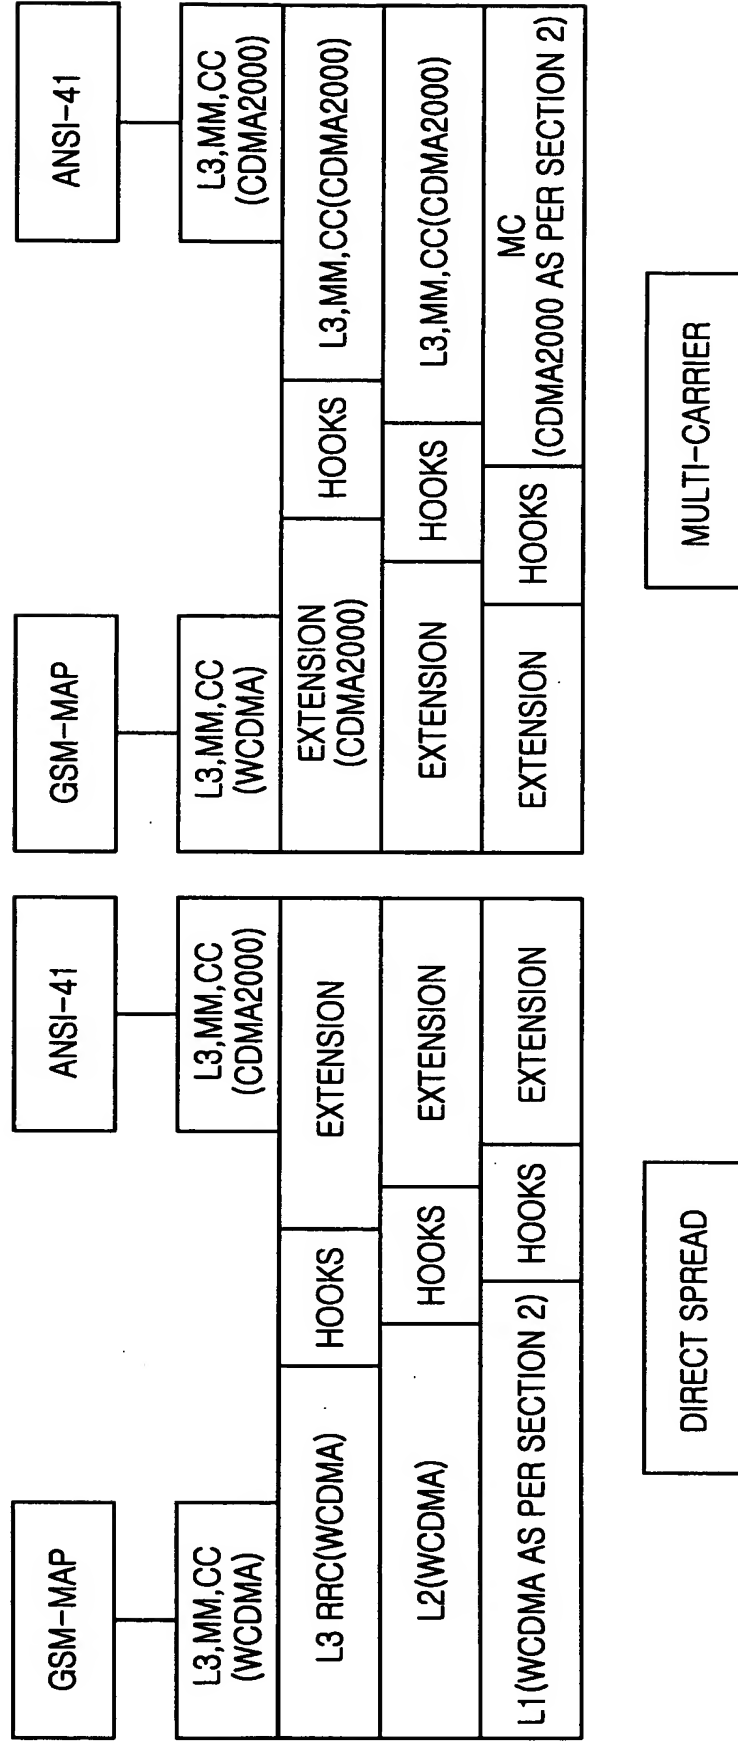 GSM-MAP
ANSI-41
L3,MM,CC
(WCDMA)
L3,MM,CC
(CDMA2000)
L3 RRC(WCDMA)
HOOKS
EXTENSION
L2(WCDMA)
HOOKS
EXTENSION
L1(WCDMA AS PER SECTION 2)
HOOKS
EXTENSION
DIRECT SPREAD
GSM-MAP
ANSI-41
L3,MM,CC
(WCDMA)
L3,MM,CC
(CDMA2000)
EXTENSION
(CDMA2000)
HOOKS
L3,MM,CC(CDMA2000)
EXTENSION
HOOKS
L3,MM,CC(CDMA2000)
EXTENSION
HOOKS
MC
(CDMA2000 AS PER SECTION 2)
MULTI-CARRIER